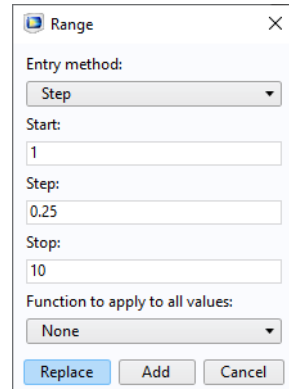 Range
Entry method:
Step
Start:
1
Step:
0.25
Stop:
10
Function to apply to all values:
None
Replace Add Cancel